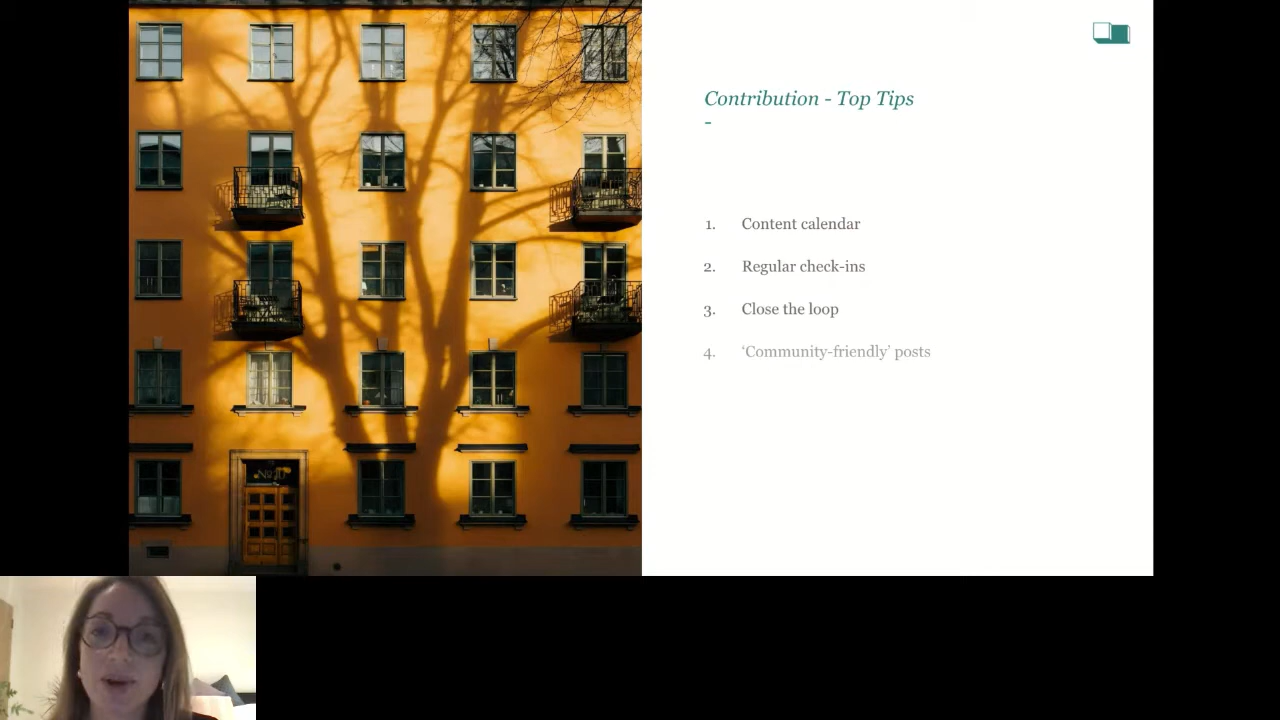 Contribution - Top Tips
-
1. Content calendar
2. Regular check-ins
3. Close the loop
4. ‘Community-friendly’ posts